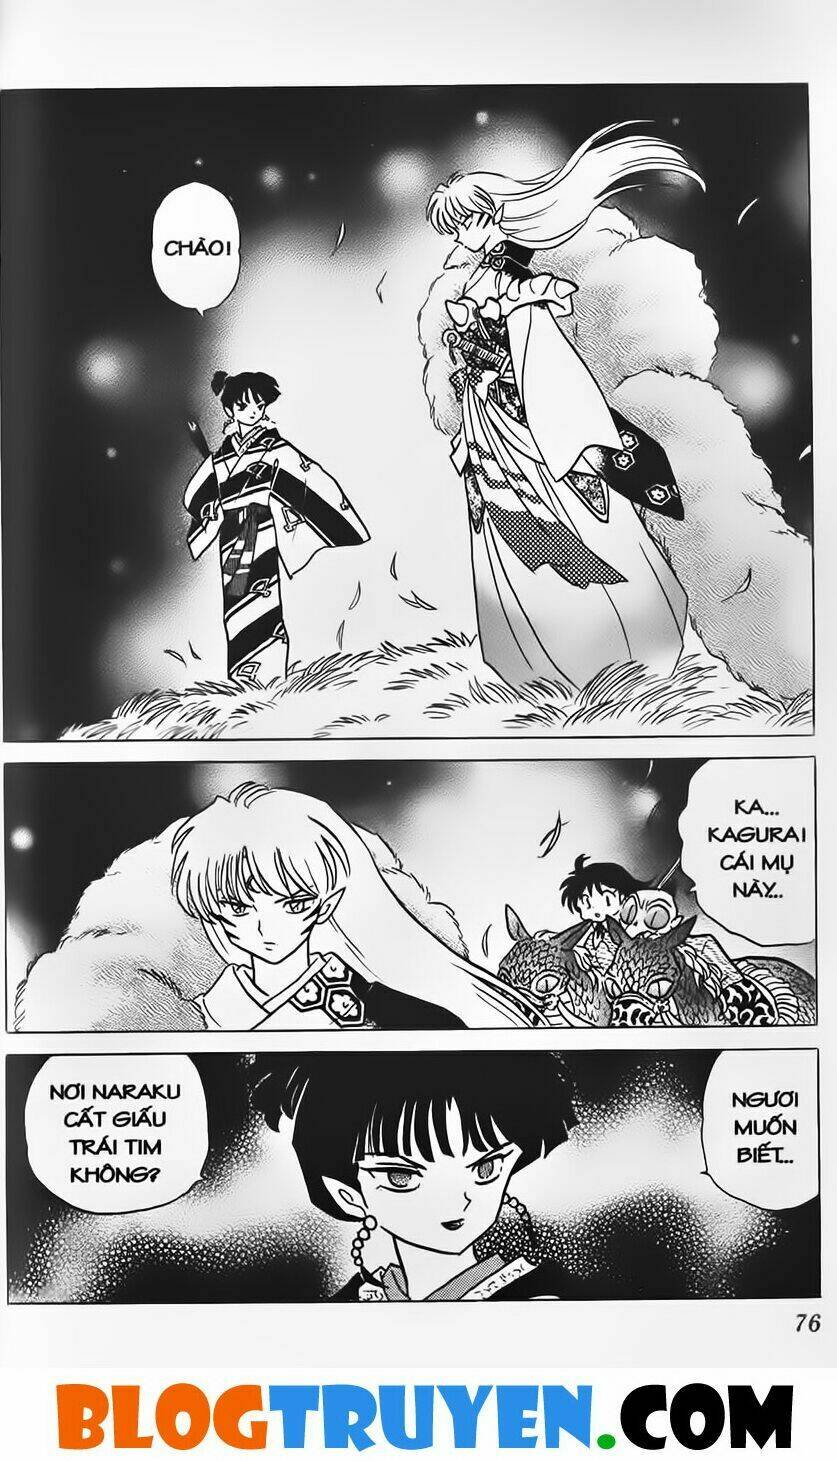 CHÀO!
KA...
KAGURA!
CÁI MỤ
NÀY...
NGƯƠI
MUỐN
BIẾT...
NƠI NARAKU
CẤT GIẤU
TRÁI TIM
KHÔNG?
76
BLOGTRUYEN.COM